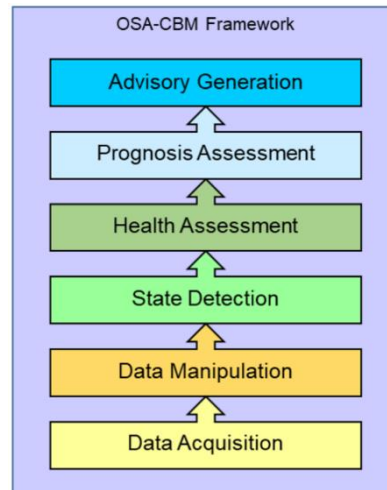 OSA-CBM Framework
Advisory Generation
Prognosis Assessment
Health Assessment
State Detection
Data Manipulation
Data Acquisition